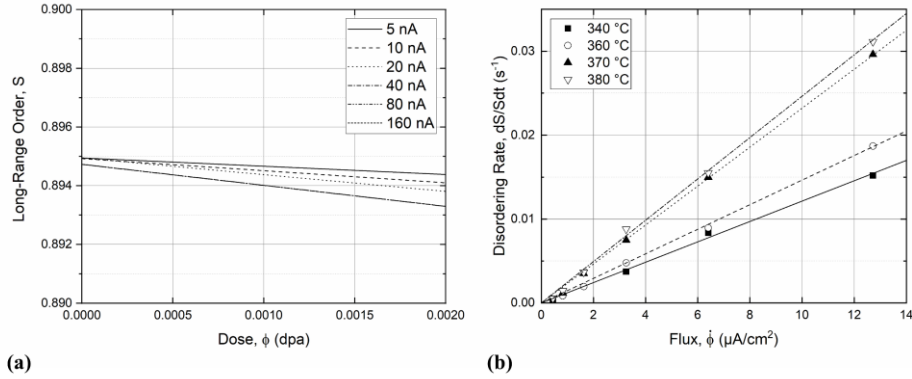 0.900
0.898
0.896
0.894
0.892
0.890
Long-Range Order, S
5 nA
10 nA
20 nA
40 nA
80 nA
160 nA
0.0000 0.0005 0.0010 0.0015 0.0020
Dose, ϕ (dpa)
(a)
0.03
0.02
0.01
0.00
Disordering Rate, dS/Sdt (s⁻¹)
340 °C
360 °C
370 °C
380 °C
0 2 4 6 8 10 12 14
Flux, ϕ̇ (µA/cm²)
(b)